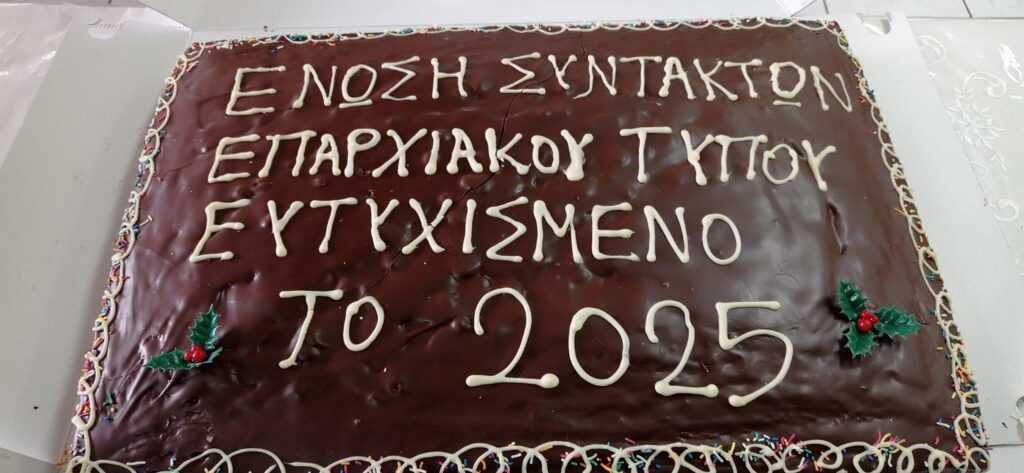 ΕΝΩΣΗ ΣΥΝΤΑΚΤΩΝ
ΕΠΑΡΧΙΑΚΟΥ ΤΥΠΟΥ
ΕΥΤΥΧΙΣΜΕΝΟ
ΤΟ 2025